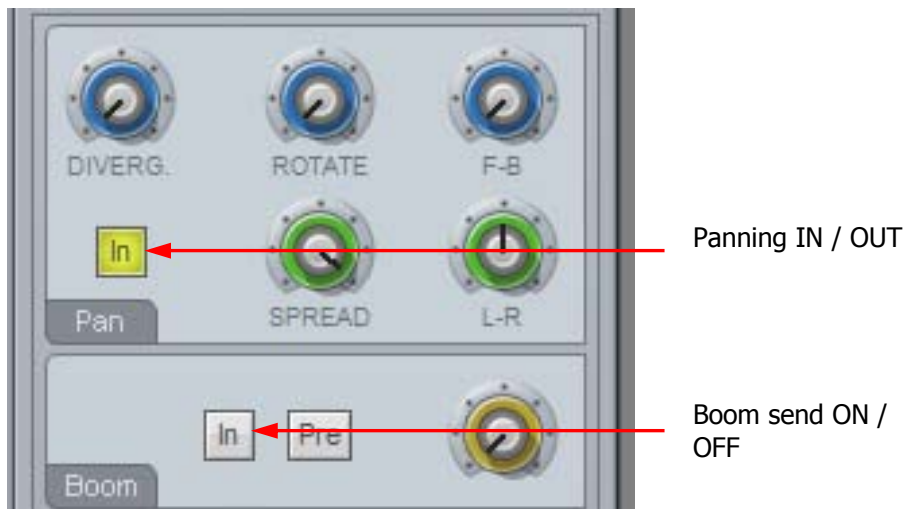 DIVERG.
ROTATE
F-B
In
Panning IN / OUT
SPREAD
L-R
Pan
In
Pre
Boom send ON /
OFF
Boom